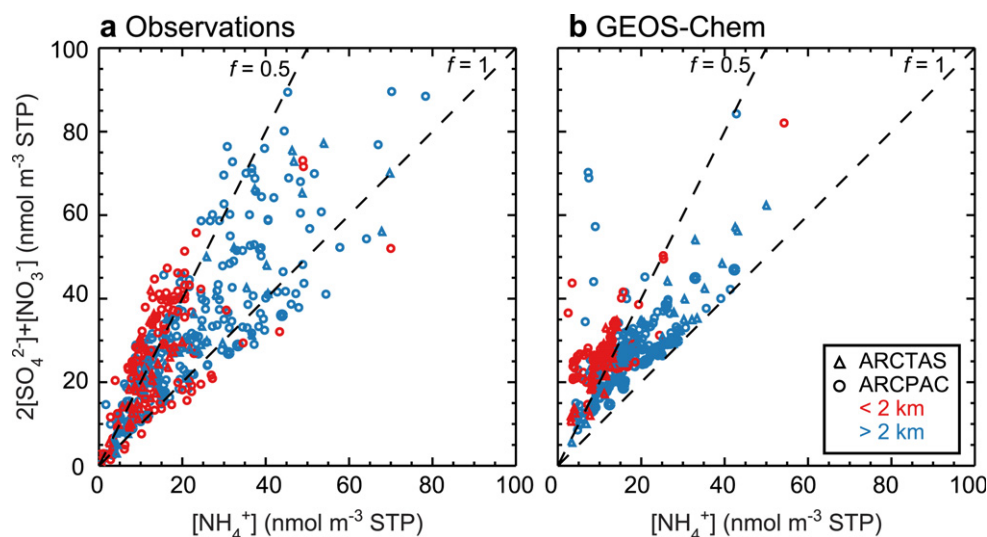 a Observations
b GEOS-Chem
2[SO₄²⁻]+[NO₃⁻] (nmol m⁻³ STP)
100
80
60
40
20
0
f = 0.5
f = 1
f = 0.5
f = 1
ARCTAS
ARCPAC
< 2 km
> 2 km
0 20 40 60 80 100
0 20 40 60 80 100
[NH₄⁺] (nmol m⁻³ STP)
[NH₄⁺] (nmol m⁻³ STP)